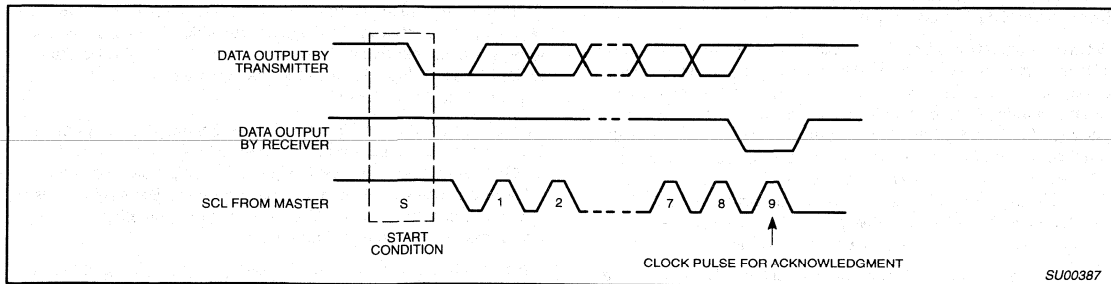 DATA OUTPUT BY
TRANSMITTER
DATA OUTPUT
BY RECEIVER
SCL FROM MASTER
S
1
2
7
8
9
START
CONDITION
CLOCK PULSE FOR ACKNOWLEDGMENT
SU00387